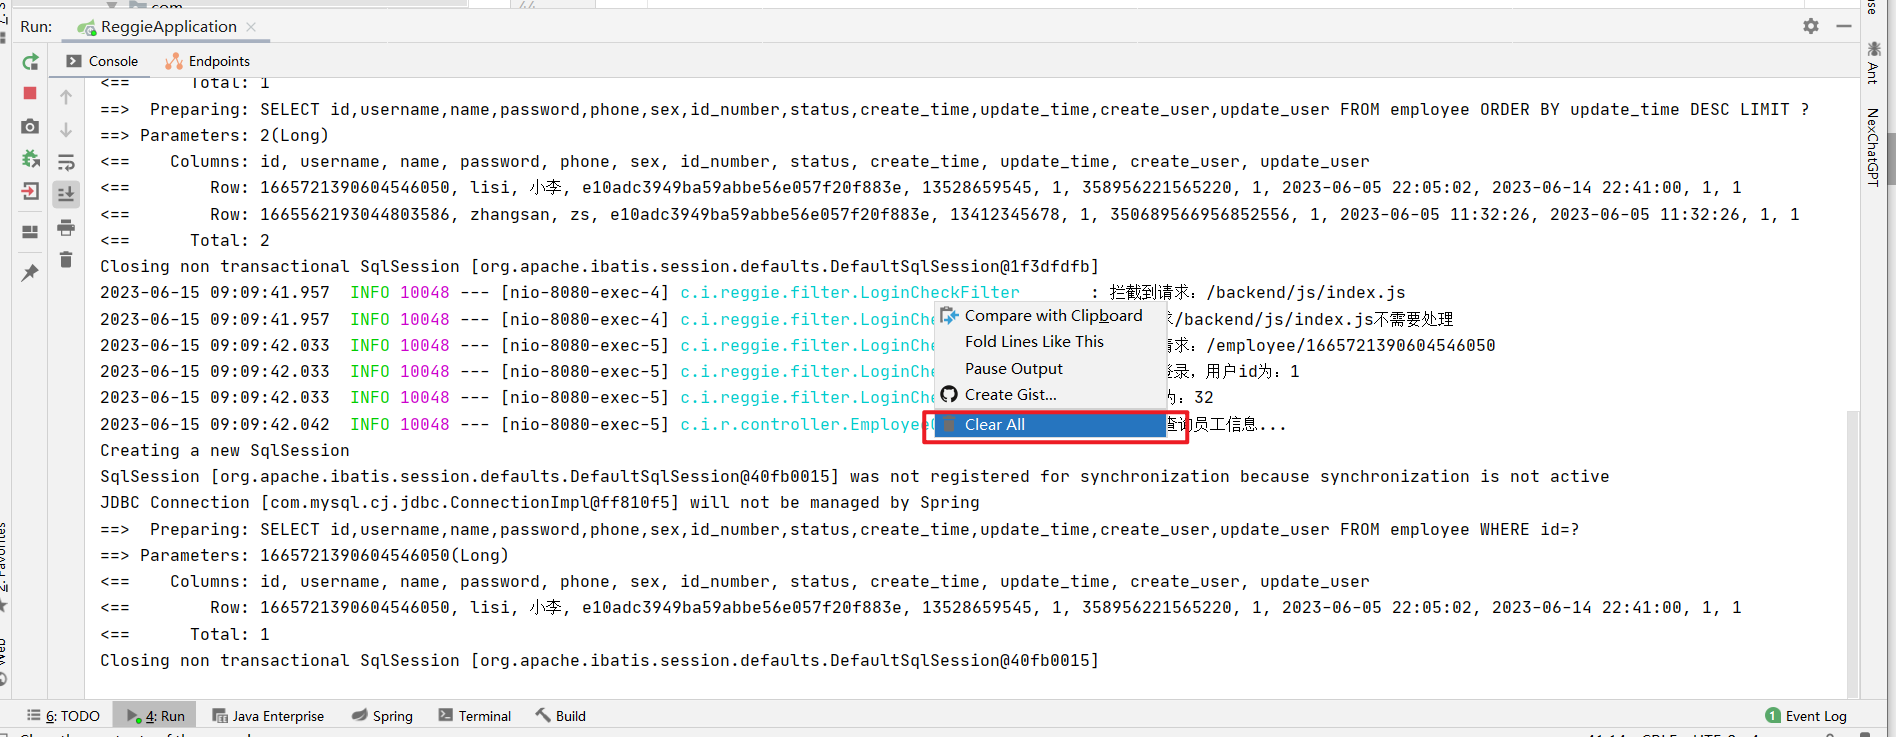 com
Run: ReggieApplication
Console Endpoints
<== Total: 1
==> Preparing: SELECT id,username,name,password,phone,sex,id_number,status,create_time,update_time,create_user,update_user FROM employee ORDER BY update_time DESC LIMIT ?
==> Parameters: 2(Long)
<== Columns: id, username, name, password, phone, sex, id_number, status, create_time, update_time, create_user, update_user
<== Row: 1665721390604546050, lisi, 小李, e10adc3949ba59abbe56e057f20f883e, 13528659545, 1, 358956221565220, 1, 2023-06-05 22:05:02, 2023-06-14 22:41:00, 1, 1
<== Row: 1665562193044803586, zhangsan, zs, e10adc3949ba59abbe56e057f20f883e, 13412345678, 1, 350689566956852556, 1, 2023-06-05 11:32:26, 2023-06-05 11:32:26, 1, 1
<== Total: 2
Closing non transactional SqlSession [org.apache.ibatis.session.defaults.DefaultSqlSession@1f3dfdfb]
2023-06-15 09:09:41.957 INFO 10048 --- [nio-8080-exec-4] c.i.reggie.filter.LoginCheckFilter : 拦截到请求：/backend/js/index.js
2023-06-15 09:09:41.957 INFO 10048 --- [nio-8080-exec-4] c.i.reggie.filter.LoginChe /backend/js/index.js不需要处理
2023-06-15 09:09:42.033 INFO 10048 --- [nio-8080-exec-5] c.i.reggie.filter.LoginChe 请求：/employee/1665721390604546050
2023-06-15 09:09:42.033 INFO 10048 --- [nio-8080-exec-5] c.i.reggie.filter.LoginChe 登录，用户id为：1
2023-06-15 09:09:42.033 INFO 10048 --- [nio-8080-exec-5] c.i.reggie.filter.LoginChe 为：32
2023-06-15 09:09:42.042 INFO 10048 --- [nio-8080-exec-5] c.i.r.controller.Employee 查询员工信息...
Compare with Clipboard
Fold Lines Like This
Pause Output
Create Gist...
Clear All
Creating a new SqlSession
SqlSession [org.apache.ibatis.session.defaults.DefaultSqlSession@40fb0015] was not registered for synchronization because synchronization is not active
JDBC Connection [com.mysql.cj.jdbc.ConnectionImpl@ff810f5] will not be managed by Spring
==> Preparing: SELECT id,username,name,password,phone,sex,id_number,status,create_time,update_time,create_user,update_user FROM employee WHERE id=?
==> Parameters: 1665721390604546050(Long)
<== Columns: id, username, name, password, phone, sex, id_number, status, create_time, update_time, create_user, update_user
<== Row: 1665721390604546050, lisi, 小李, e10adc3949ba59abbe56e057f20f883e, 13528659545, 1, 358956221565220, 1, 2023-06-05 22:05:02, 2023-06-14 22:41:00, 1, 1
<== Total: 1
Closing non transactional SqlSession [org.apache.ibatis.session.defaults.DefaultSqlSession@40fb0015]
Ant
NexChatGPT
2: Favorites
Web
6: TODO 4: Run Java Enterprise Spring Terminal Build 1 Event Log